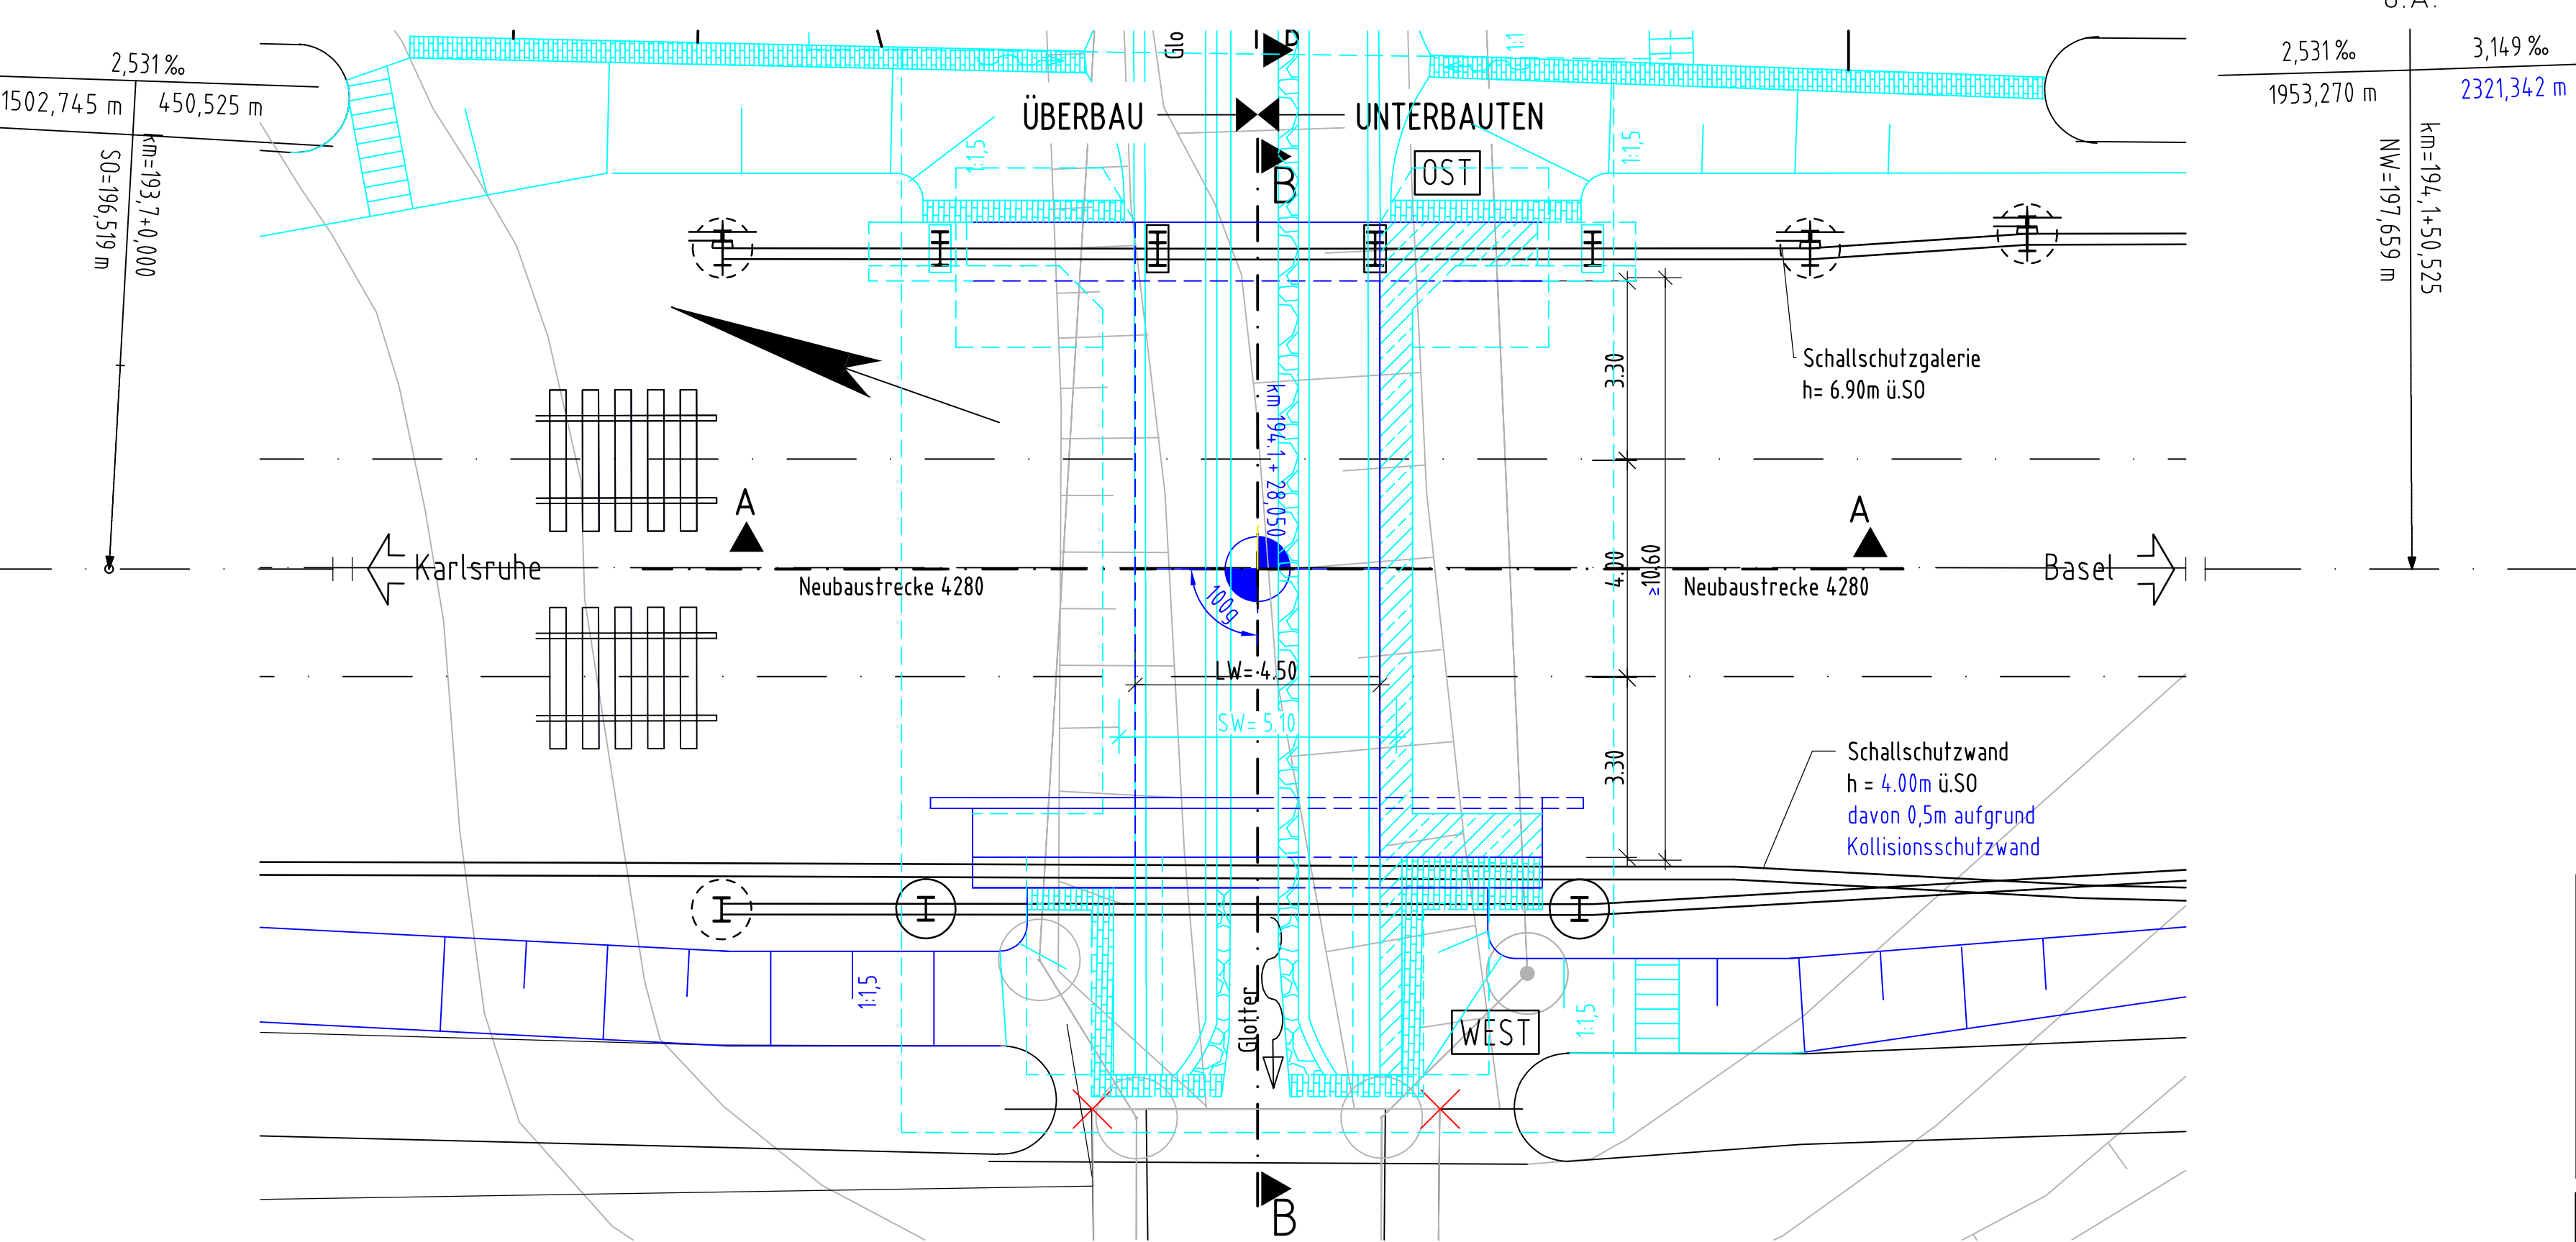 2,531 ‰
1502,745 m
450,525 m
km=193,7+0,000
SO=196,519 m
2,531 ‰
3,149 ‰
1953,270 m
2321,342 m
km=194,1+50,525
NW=197,659 m
Glo
B
1:1
ÜBERBAU
UNTERBAUTEN
1:1,5
B
OST
1:1,5
Schallschutzgalerie
h= 6.90m ü.SO
3.30
km 194.1 + 28,050
A
A
Karlsruhe
Neubaustrecke 4280
100g
4.00
≥10.60
Neubaustrecke 4280
Basel
LW= 4.50
SW= 5.10
3.30
Schallschutzwand
h = 4.00m ü.SO
davon 0,5m aufgrund
Kollisionsschutzwand
1:1,5
Glotter
WEST
1:1,5
B